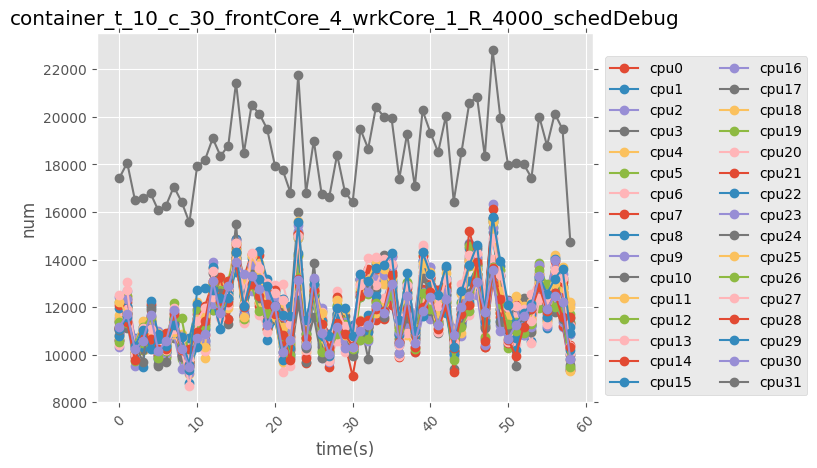 container_t_10_c_30_frontCore_4_wrkCore_1_R_4000_schedDebug
22000
20000
18000
16000
14000
12000
10000
8000
num
0
10
20
30
40
50
60
time(s)
cpu0
cpu1
cpu2
cpu3
cpu4
cpu5
cpu6
cpu7
cpu8
cpu9
cpu10
cpu11
cpu12
cpu13
cpu14
cpu15
cpu16
cpu17
cpu18
cpu19
cpu20
cpu21
cpu22
cpu23
cpu24
cpu25
cpu26
cpu27
cpu28
cpu29
cpu30
cpu31